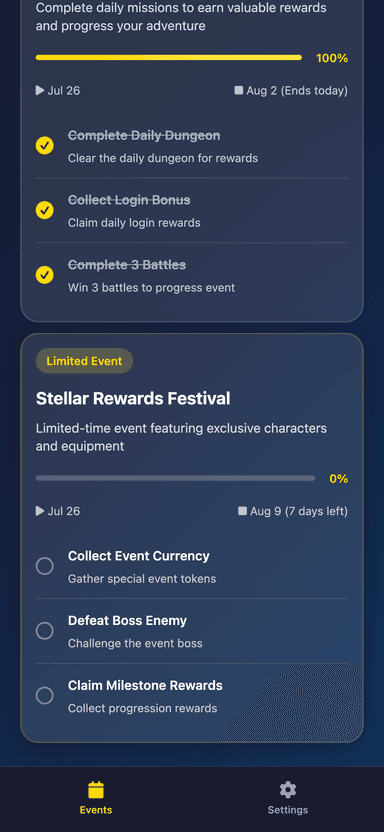 Complete daily missions to earn valuable rewards
and progress your adventure
100%
Jul 26
Aug 2 (Ends today)
Complete Daily Dungeon
Clear the daily dungeon for rewards
Collect Login Bonus
Claim daily login rewards
Complete 3 Battles
Win 3 battles to progress event
Limited Event
Stellar Rewards Festival
Limited-time event featuring exclusive characters
and equipment
0%
Jul 26
Aug 9 (7 days left)
Collect Event Currency
Gather special event tokens
Defeat Boss Enemy
Challenge the event boss
Claim Milestone Rewards
Collect progression rewards
Events
Settings